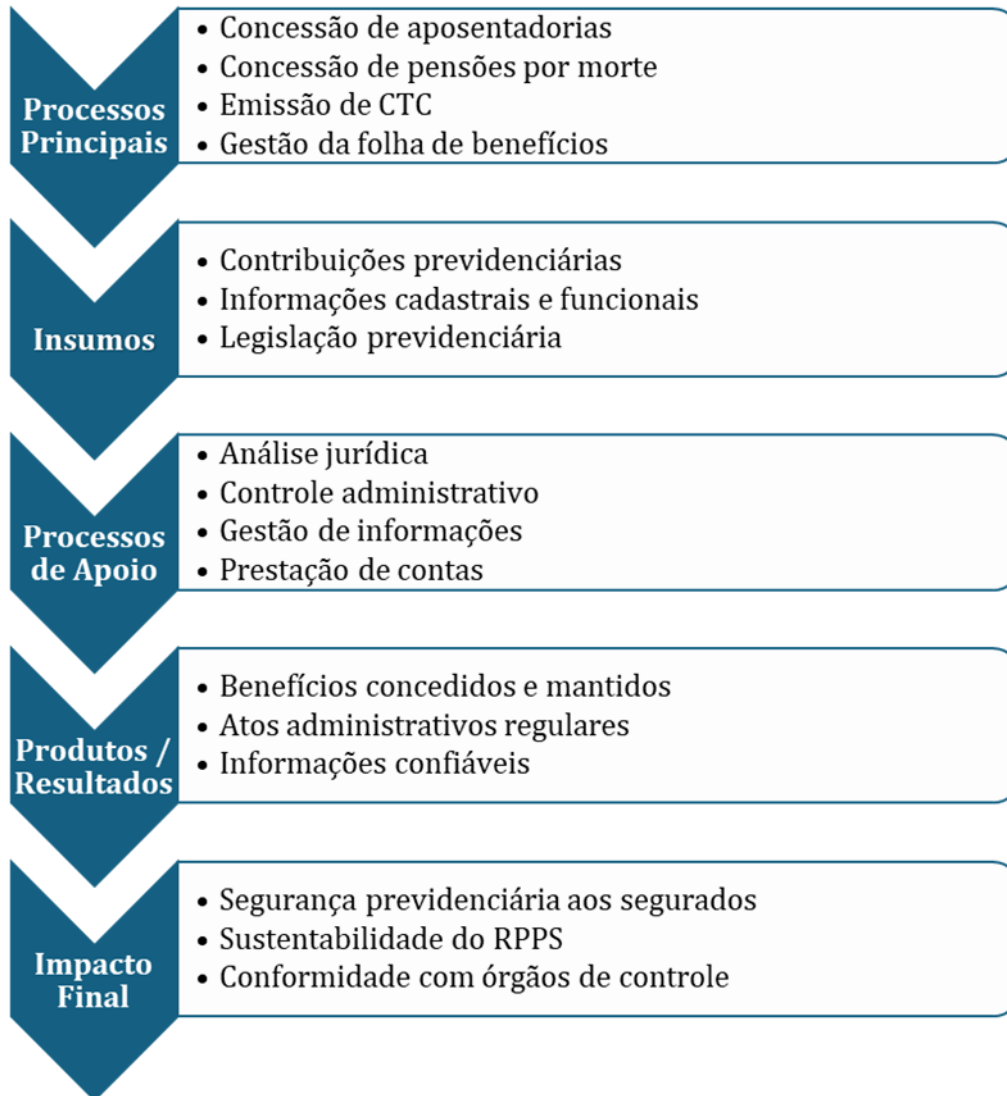 Processos
Principais
• Concessão de aposentadorias
• Concessão de pensões por morte
• Emissão de CTC
• Gestão da folha de benefícios
Insumos
• Contribuições previdenciárias
• Informações cadastrais e funcionais
• Legislação previdenciária
Processos
de Apoio
• Análise jurídica
• Controle administrativo
• Gestão de informações
• Prestação de contas
Produtos /
Resultados
• Benefícios concedidos e mantidos
• Atos administrativos regulares
• Informações confiáveis
Impacto
Final
• Segurança previdenciária aos segurados
• Sustentabilidade do RPPS
• Conformidade com órgãos de controle